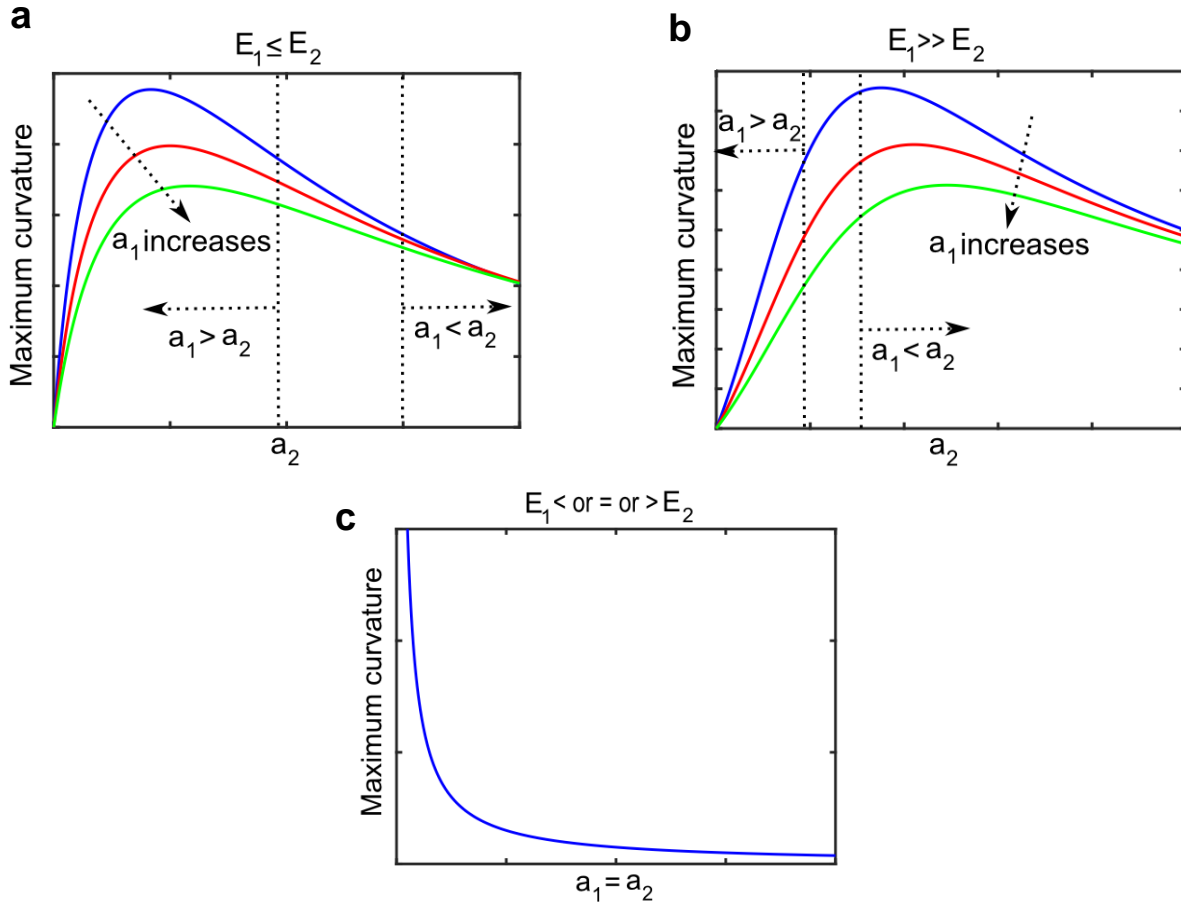 a
E₁ ≤ E₂
Maximum curvature
a₁ increases
a₁ > a₂
a₁ < a₂
a₂
b
E₁ >> E₂
Maximum curvature
a₁ > a₂
a₁ increases
a₁ < a₂
a₂
c
E₁ < or = or > E₂
Maximum curvature
a₁ = a₂